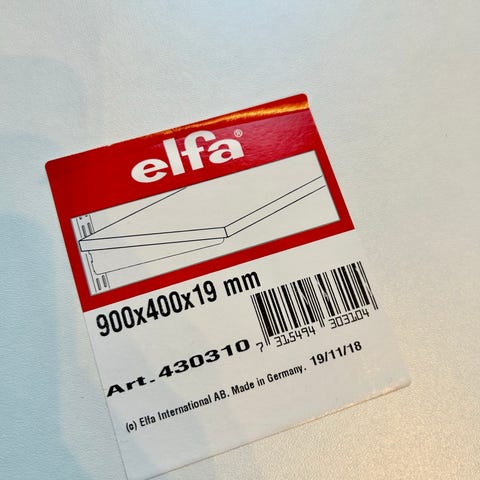 elfa®
900x400x19 mm
Art. 430310
7 315494 303104
(c) Elfa International AB. Made in Germany. 19/11/18